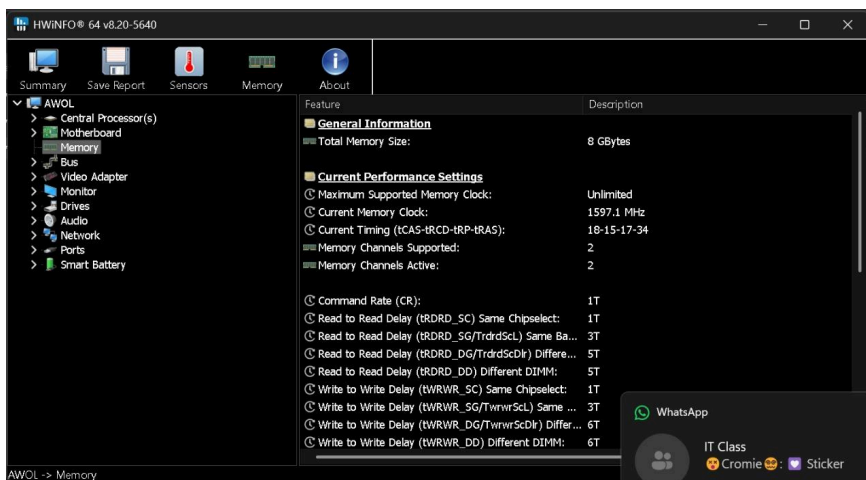 HWiNFO® 64 v8.20-5640
Summary Save Report Sensors Memory About
AWOL
Central Processor(s)
Motherboard
Memory
Bus
Video Adapter
Monitor
Drives
Audio
Network
Ports
Smart Battery
Feature Description
General Information
Total Memory Size: 8 GBytes
Current Performance Settings
Maximum Supported Memory Clock: Unlimited
Current Memory Clock: 1597.1 MHz
Current Timing (tCAS-tRCD-tRP-tRAS): 18-15-17-34
Memory Channels Supported: 2
Memory Channels Active: 2
Command Rate (CR): 1T
Read to Read Delay (tRDRD_SC) Same Chipselect: 1T
Read to Read Delay (tRDRD_SG/TrdrdScL) Same Ba... 3T
Read to Read Delay (tRDRD_DG/TrdrdScDlr) Differe... 5T
Read to Read Delay (tRDRD_DD) Different DIMM: 5T
Write to Write Delay (tWRWR_SC) Same Chipselect: 1T
Write to Write Delay (tWRWR_SG/TwrwrScL) Same ... 3T
Write to Write Delay (tWRWR_DG/TwrwrScDlr) Differ... 6T
Write to Write Delay (tWRWR_DD) Different DIMM: 6T
WhatsApp
IT Class
😯Cromie🤓: 💟 Sticker
AWOL -> Memory